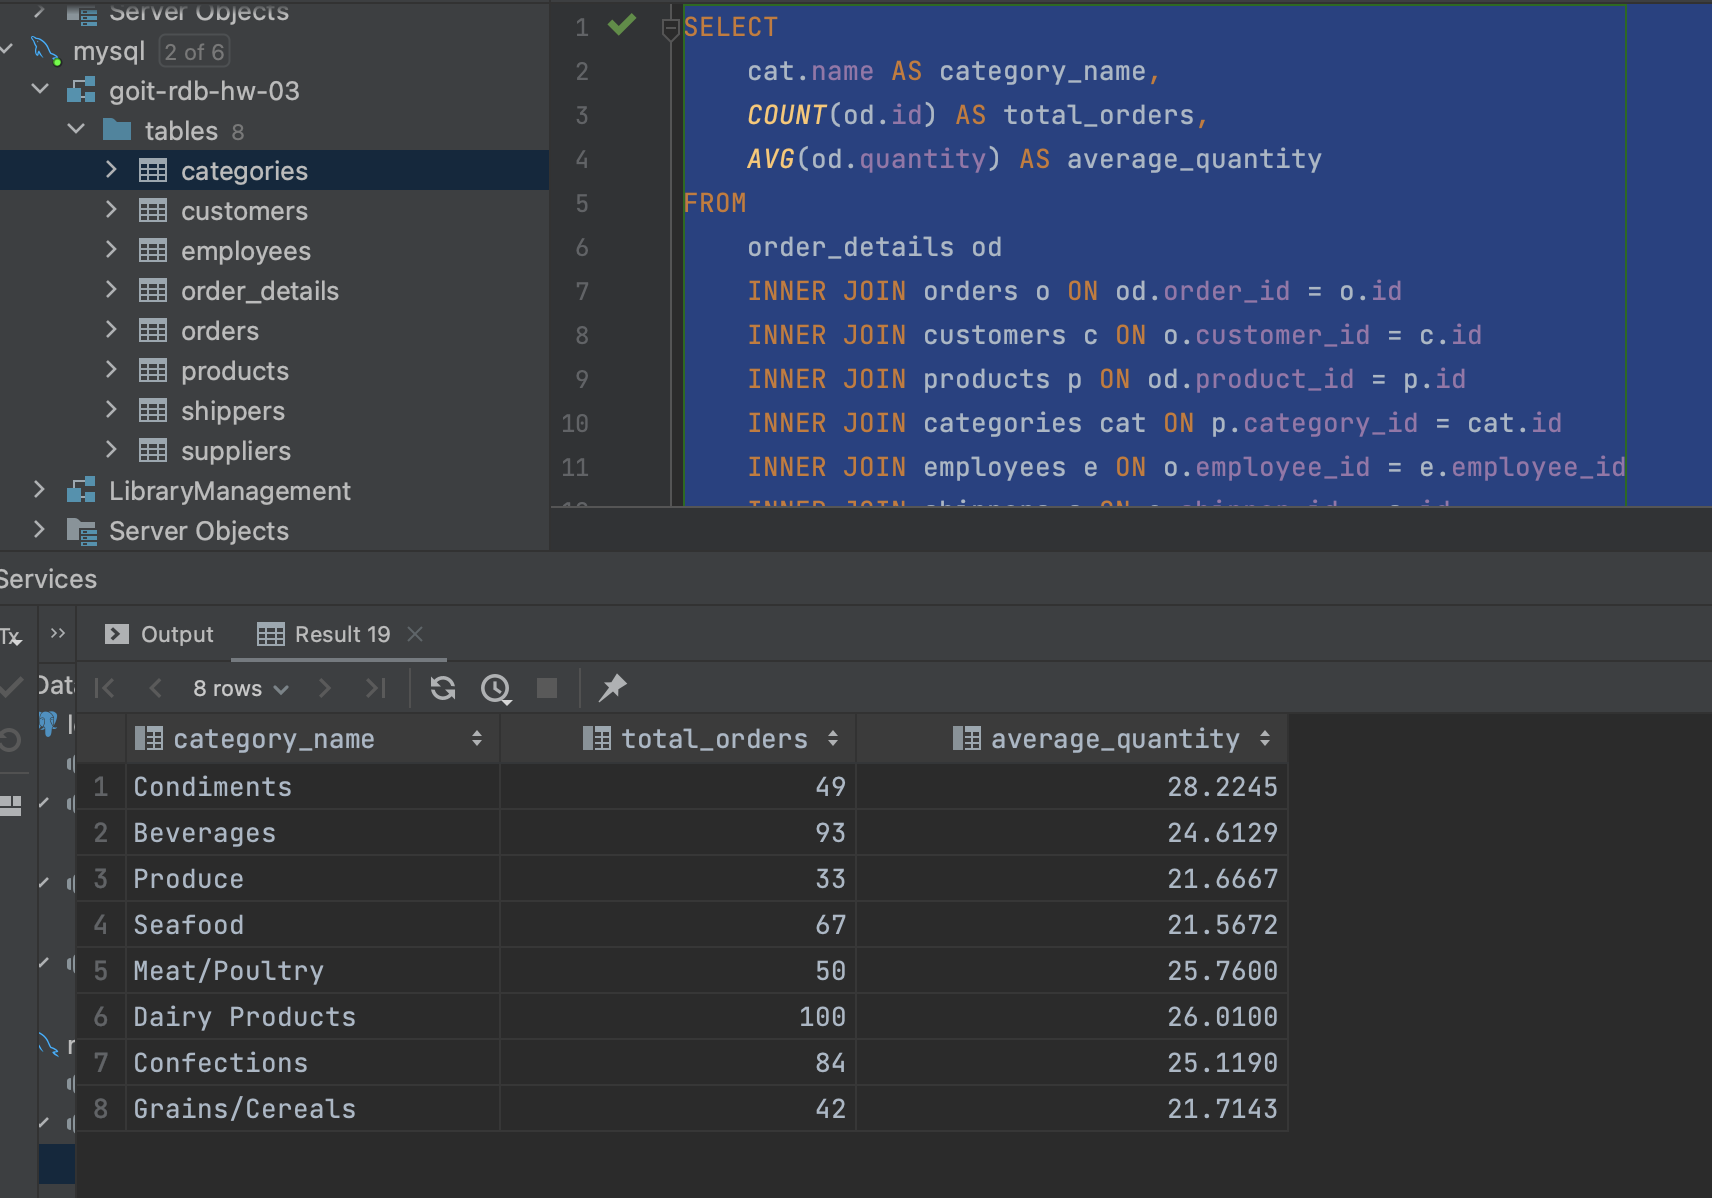 Server Objects
mysql 2 of 6
goit-rdb-hw-03
tables 8
categories
customers
employees
order_details
orders
products
shippers
suppliers
LibraryManagement
Server Objects
1 SELECT
2 cat.name AS category_name,
3 COUNT(od.id) AS total_orders,
4 AVG(od.quantity) AS average_quantity
5 FROM
6 order_details od
7 INNER JOIN orders o ON od.order_id = o.id
8 INNER JOIN customers c ON o.customer_id = c.id
9 INNER JOIN products p ON od.product_id = p.id
10 INNER JOIN categories cat ON p.category_id = cat.id
11 INNER JOIN employees e ON o.employee_id = e.employee_id
Services
Tx
Output Result 19
8 rows
category_name total_orders average_quantity
1 Condiments 49 28.2245
2 Beverages 93 24.6129
3 Produce 33 21.6667
4 Seafood 67 21.5672
5 Meat/Poultry 50 25.7600
6 Dairy Products 100 26.0100
7 Confections 84 25.1190
8 Grains/Cereals 42 21.7143